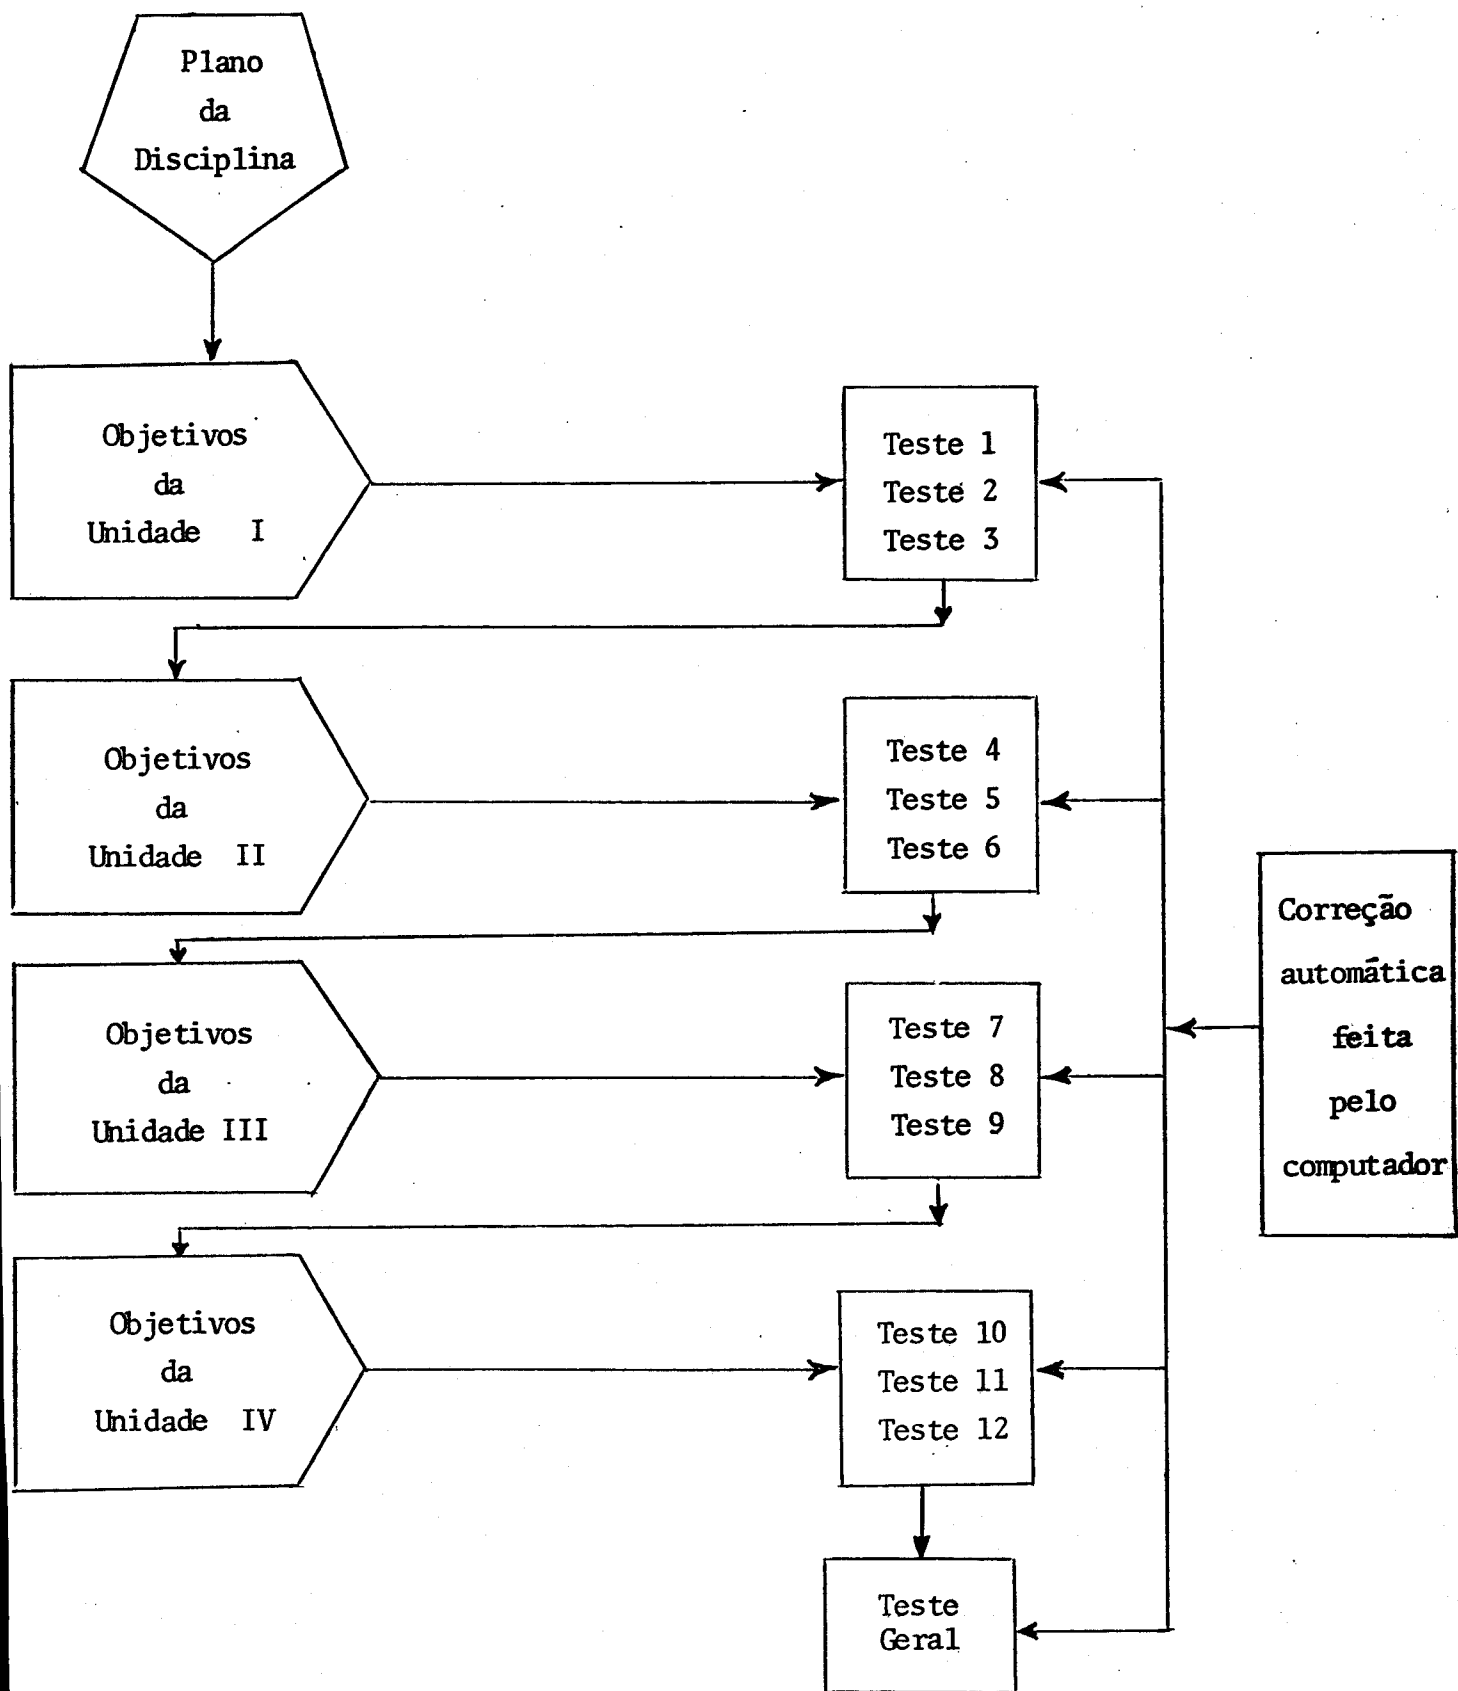 Plano
da
Disciplina
Objetivos
da
Unidade I
Teste 1
Teste 2
Teste 3
Objetivos
da
Unidade II
Teste 4
Teste 5
Teste 6
Objetivos
da
Unidade III
Teste 7
Teste 8
Teste 9
Objetivos
da
Unidade IV
Teste 10
Teste 11
Teste 12
Teste
Geral
Correção
automática
feita
pelo
computador